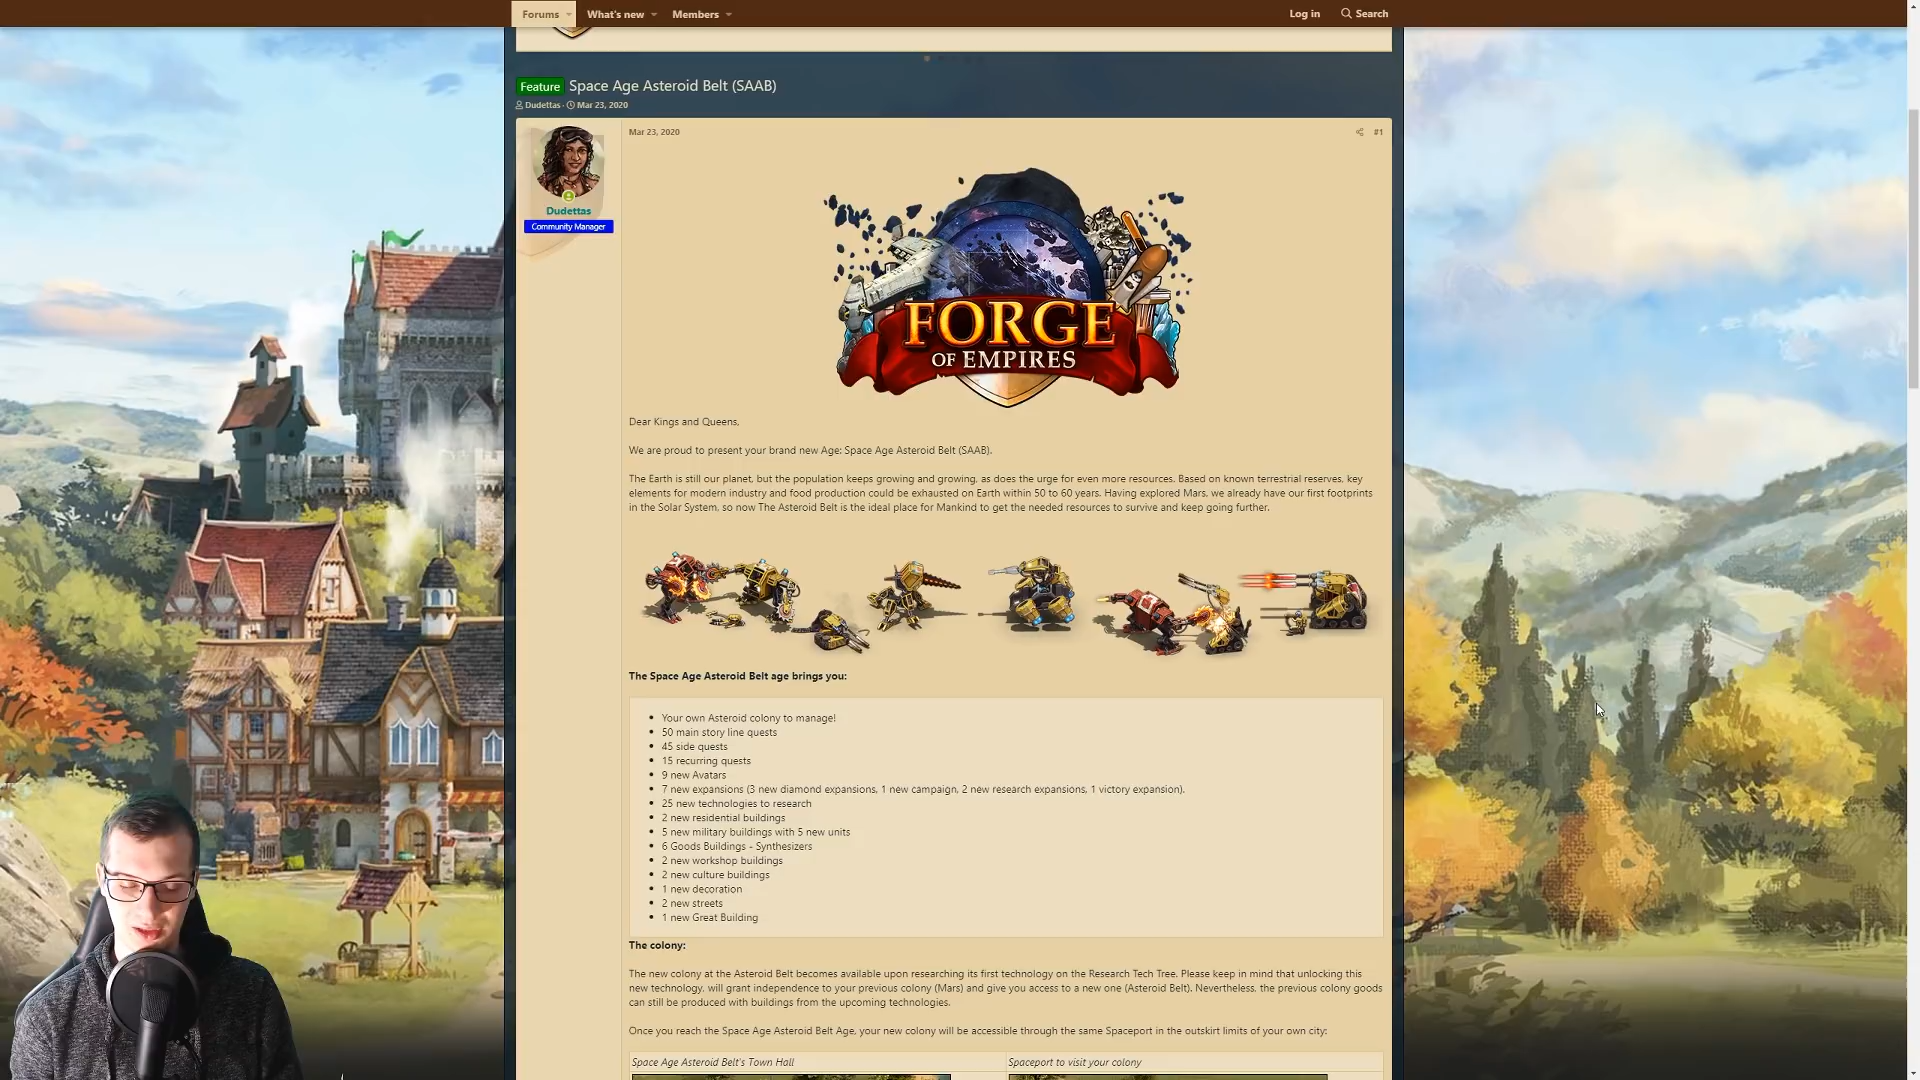 Forums
What's new
Members
Log in
Search
Feature Space Age Asteroid Belt (SAAB)
Dudettas · Mar 23, 2020
Mar 23, 2020
#1
Dudettas
Community Manager
FORGE
OF EMPIRES
Dear Kings and Queens,
We are proud to present your brand new Age: Space Age Asteroid Belt (SAAB).
The Earth is still our planet, but the population keeps growing and growing, as does the urge for even more resources. Based on known terrestrial reserves, key
elements for modern industry and food production could be exhausted on Earth within 50 to 60 years. Having explored Mars, we already have our first footprints
in the Solar System, so now The Asteroid Belt is the ideal place for Mankind to get the needed resources to survive and keep going further.
The Space Age Asteroid Belt age brings you:
• Your own Asteroid colony to manage!
• 50 main story line quests
• 45 side quests
• 15 recurring quests
• 9 new Avatars
• 7 new expansions (3 new diamond expansions, 1 new campaign, 2 new research expansions, 1 victory expansion).
• 25 new technologies to research
• 2 new residential buildings
• 5 new military buildings with 5 new units
• 6 Goods Buildings - Synthesizers
• 2 new workshop buildings
• 2 new culture buildings
• 1 new decoration
• 2 new streets
• 1 new Great Building
The colony:
The new colony at the Asteroid Belt becomes available upon researching its first technology on the Research Tech Tree. Please keep in mind that unlocking this
new technology, will grant independence to your previous colony (Mars) and give you access to a new one (Asteroid Belt). Nevertheless, the previous colony goods
can still be produced with buildings from the upcoming technologies.
Once you reach the Space Age Asteroid Belt Age, your new colony will be accessible through the same Spaceport in the outskirt limits of your own city:
Space Age Asteroid Belt's Town Hall
Spaceport to visit your colony